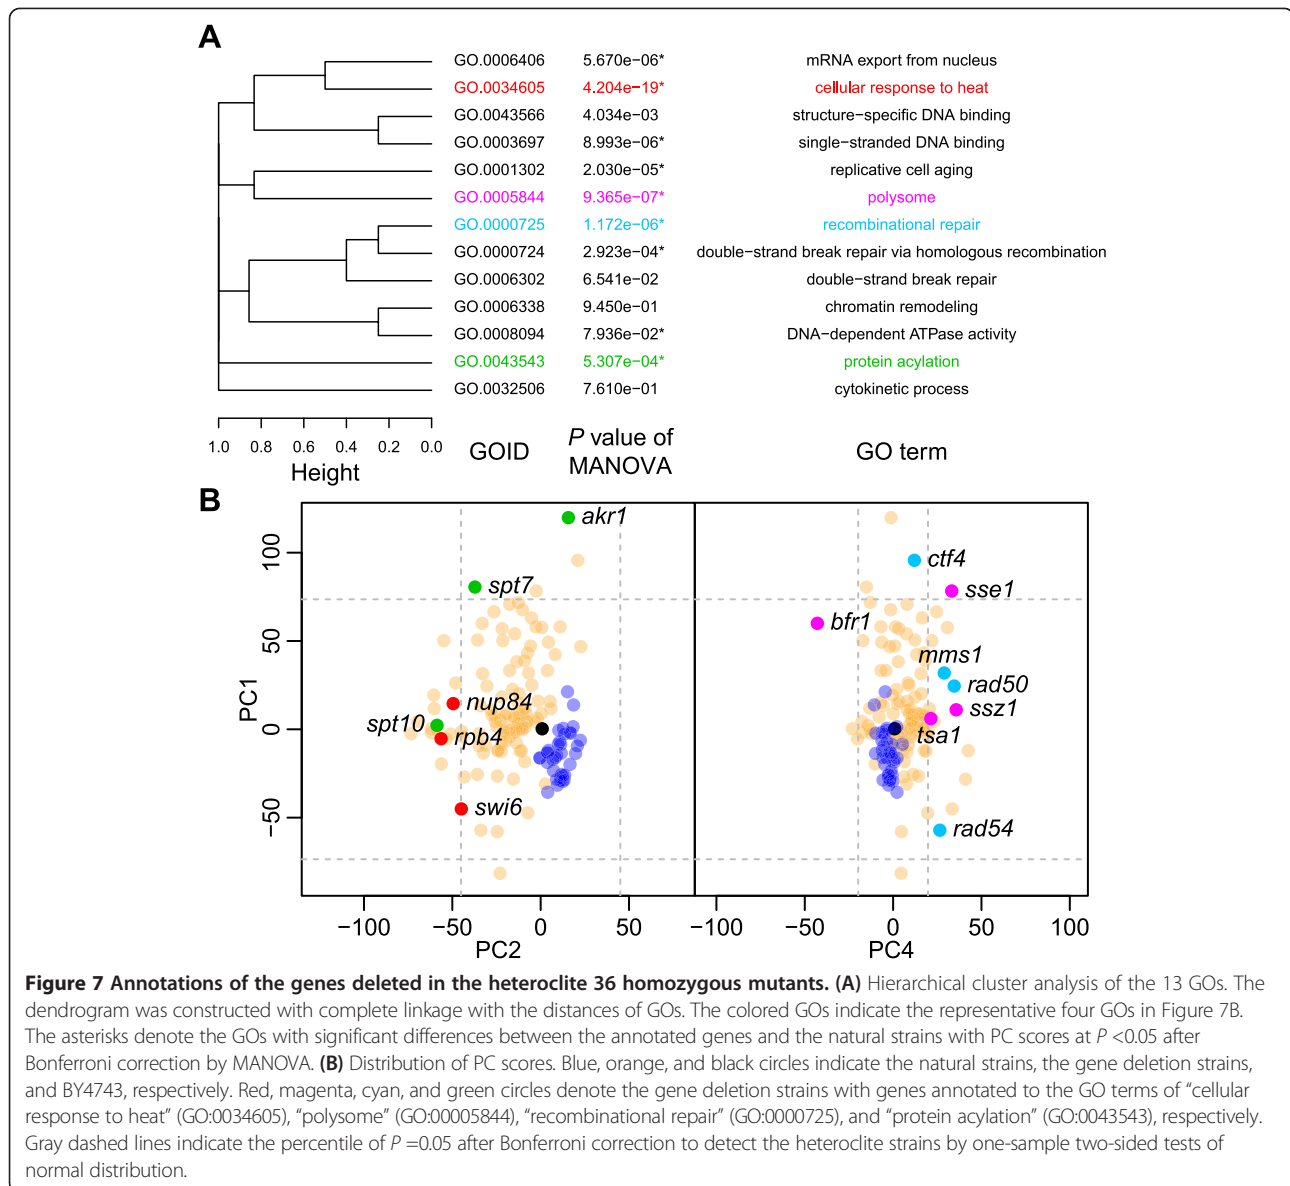 A
GO.0006406 5.670e−06* mRNA export from nucleus
GO.0034605 4.204e−19* cellular response to heat
GO.0043566 4.034e−03 structure−specific DNA binding
GO.0003697 8.993e−06* single−stranded DNA binding
GO.0001302 2.030e−05* replicative cell aging
GO.0005844 9.365e−07* polysome
GO.0000725 1.172e−06* recombinational repair
GO.0000724 2.923e−04* double−strand break repair via homologous recombination
GO.0006302 6.541e−02 double−strand break repair
GO.0006338 9.450e−01 chromatin remodeling
GO.0008094 7.936e−02* DNA−dependent ATPase activity
GO.0043543 5.307e−04* protein acylation
GO.0032506 7.610e−01 cytokinetic process
1.0 0.8 0.6 0.4 0.2 0.0
Height
GOID
P value of
MANOVA
GO term
B
PC1
100
50
0
−50
akr1
spt7
nup84
spt10
rpb4
swi6
−100 −50 0 50
PC2
ctf4
sse1
bfr1
mms1
rad50
ssz1
tsa1
rad54
−100 −50 0 50 100
PC4
Figure 7 Annotations of the genes deleted in the heteroclite 36 homozygous mutants. (A) Hierarchical cluster analysis of the 13 GOs. The
dendrogram was constructed with complete linkage with the distances of GOs. The colored GOs indicate the representative four GOs in Figure 7B.
The asterisks denote the GOs with significant differences between the annotated genes and the natural strains with PC scores at P <0.05 after
Bonferroni correction by MANOVA. (B) Distribution of PC scores. Blue, orange, and black circles indicate the natural strains, the gene deletion strains,
and BY4743, respectively. Red, magenta, cyan, and green circles denote the gene deletion strains with genes annotated to the GO terms of “cellular
response to heat” (GO:0034605), “polysome” (GO:00005844), “recombinational repair” (GO:0000725), and “protein acylation” (GO:0043543), respectively.
Gray dashed lines indicate the percentile of P =0.05 after Bonferroni correction to detect the heteroclite strains by one-sample two-sided tests of
normal distribution.